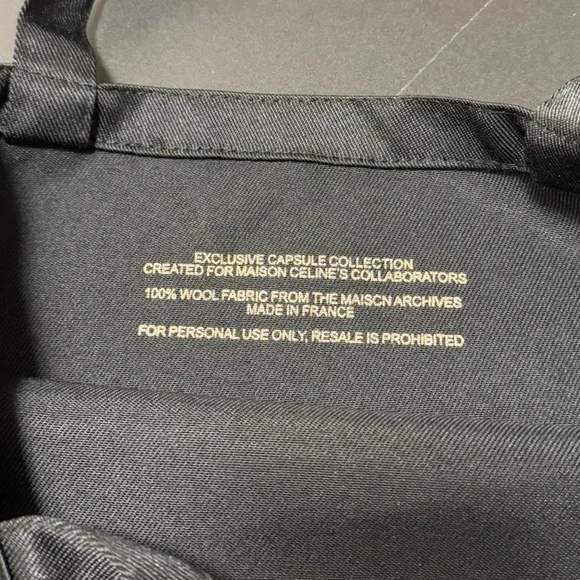 EXCLUSIVE CAPSULE COLLECTION
CREATED FOR MAISON CELINE'S COLLABORATORS
100% WOOL FABRIC FROM THE MAISCN ARCHIVES
MADE IN FRANCE
FOR PERSONAL USE ONLY, RESALE IS PROHIBITED